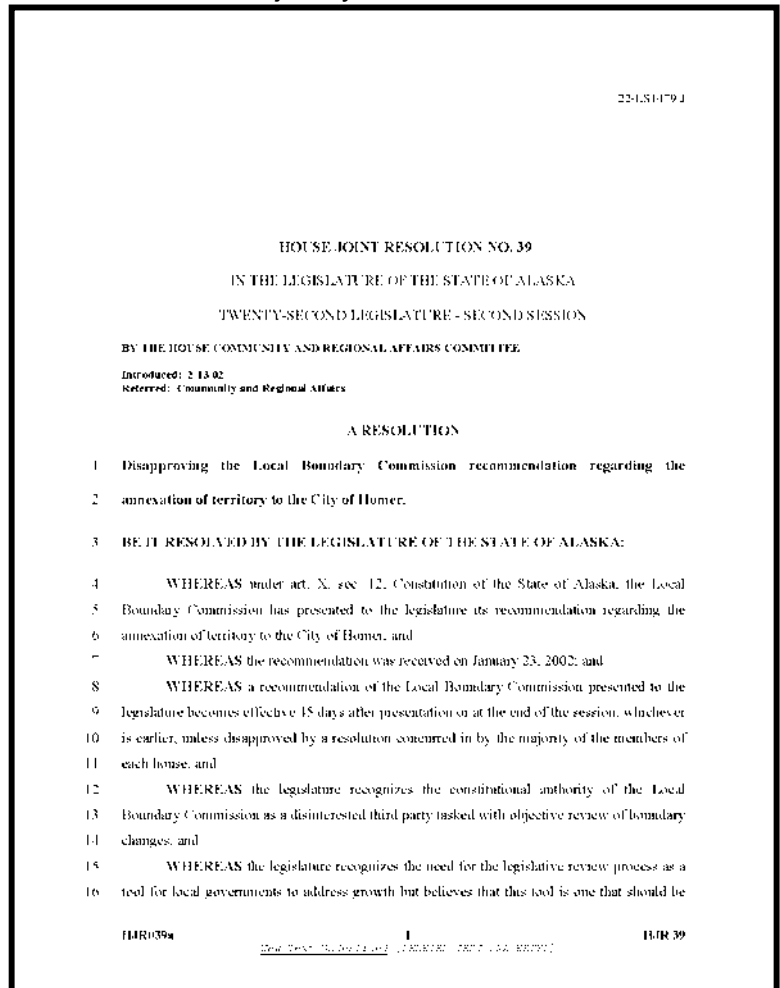 22-LS1479\J
HOUSE JOINT RESOLUTION NO. 39
IN THE LEGISLATURE OF THE STATE OF ALASKA
TWENTY-SECOND LEGISLATURE - SECOND SESSION
BY THE HOUSE COMMUNITY AND REGIONAL AFFAIRS COMMITTEE
Introduced: 2/13/02
Referred: Community and Regional Affairs
A RESOLUTION
1 Disapproving the Local Boundary Commission recommendation regarding the
2 annexation of territory to the City of Homer.
3 BE IT RESOLVED BY THE LEGISLATURE OF THE STATE OF ALASKA:
4 WHEREAS under art. X, sec. 12, Constitution of the State of Alaska, the Local
5 Boundary Commission has presented to the legislature its recommendation regarding the
6 annexation of territory to the City of Homer; and
7 WHEREAS the recommendation was received on January 23, 2002; and
8 WHEREAS a recommendation of the Local Boundary Commission presented to the
9 legislature becomes effective 45 days after presentation or at the end of the session, whichever
10 is earlier, unless disapproved by a resolution concurred in by the majority of the members of
11 each house; and
12 WHEREAS the legislature recognizes the constitutional authority of the Local
13 Boundary Commission as a disinterested third party tasked with objective review of boundary
14 changes; and
15 WHEREAS the legislature recognizes the need for the legislative review process as a
16 tool for local governments to address growth but believes that this tool is one that should be
HJR039a 1 HJR 39
New Text Underlined [DELETED TEXT BRACKETED]